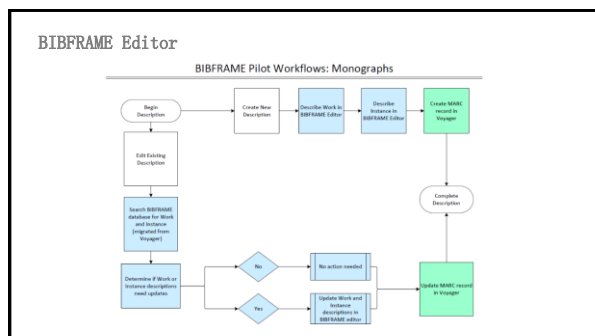 BIBFRAME Editor
BIBFRAME Pilot Workflows: Monographs
Begin
Description
Create New
Description
Describe Work in
BIBFRAME Editor
Describe
Instance in
BIBFRAME Editor
Create MARC
record in
Voyager
Edit Existing
Description
Complete
Description
Search BIBFRAME
database for Work
and Instance
(migrated from
Voyager)
Determine if Work or
Instance descriptions
need updates
No
No action needed
Yes
Update Work and
Instance
descriptions in
BIBFRAME editor
Update MARC record
in Voyager